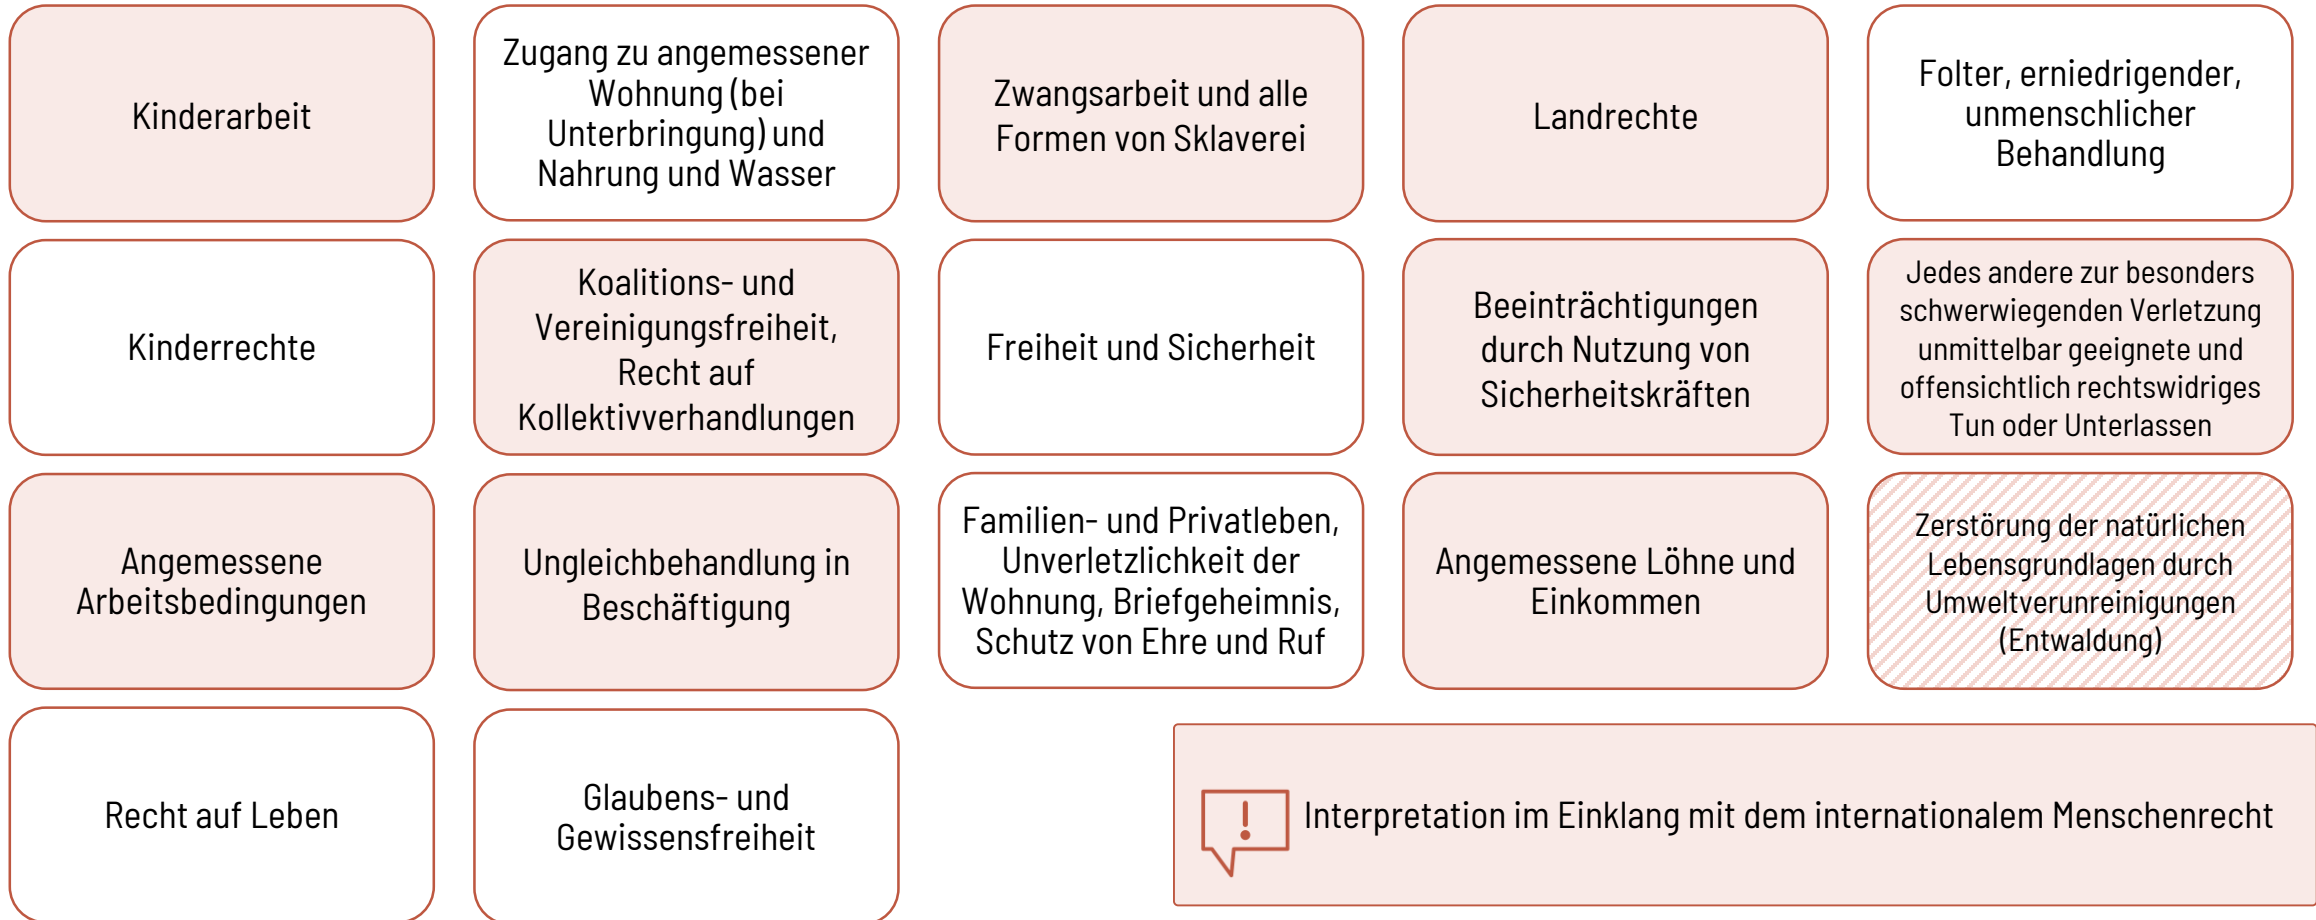 Kinderarbeit
Zugang zu angemessener
Wohnung (bei
Unterbringung) und
Nahrung und Wasser
Zwangsarbeit und alle
Formen von Sklaverei
Landrechte
Folter, erniedrigender,
unmenschlicher
Behandlung
Kinderrechte
Koalitions- und
Vereinigungsfreiheit,
Recht auf
Kollektivverhandlungen
Freiheit und Sicherheit
Beeinträchtigungen
durch Nutzung von
Sicherheitskräften
Jedes andere zur besonders
schwerwiegenden Verletzung
unmittelbar geeignete und
offensichtlich rechtswidriges
Tun oder Unterlassen
Angemessene
Arbeitsbedingungen
Ungleichbehandlung in
Beschäftigung
Familien- und Privatleben,
Unverletzlichkeit der
Wohnung, Briefgeheimnis,
Schutz von Ehre und Ruf
Angemessene Löhne und
Einkommen
Zerstörung der natürlichen
Lebensgrundlagen durch
Umweltverunreinigungen
(Entwaldung)
Recht auf Leben
Glaubens- und
Gewissensfreiheit
! Interpretation im Einklang mit dem internationalem Menschenrecht